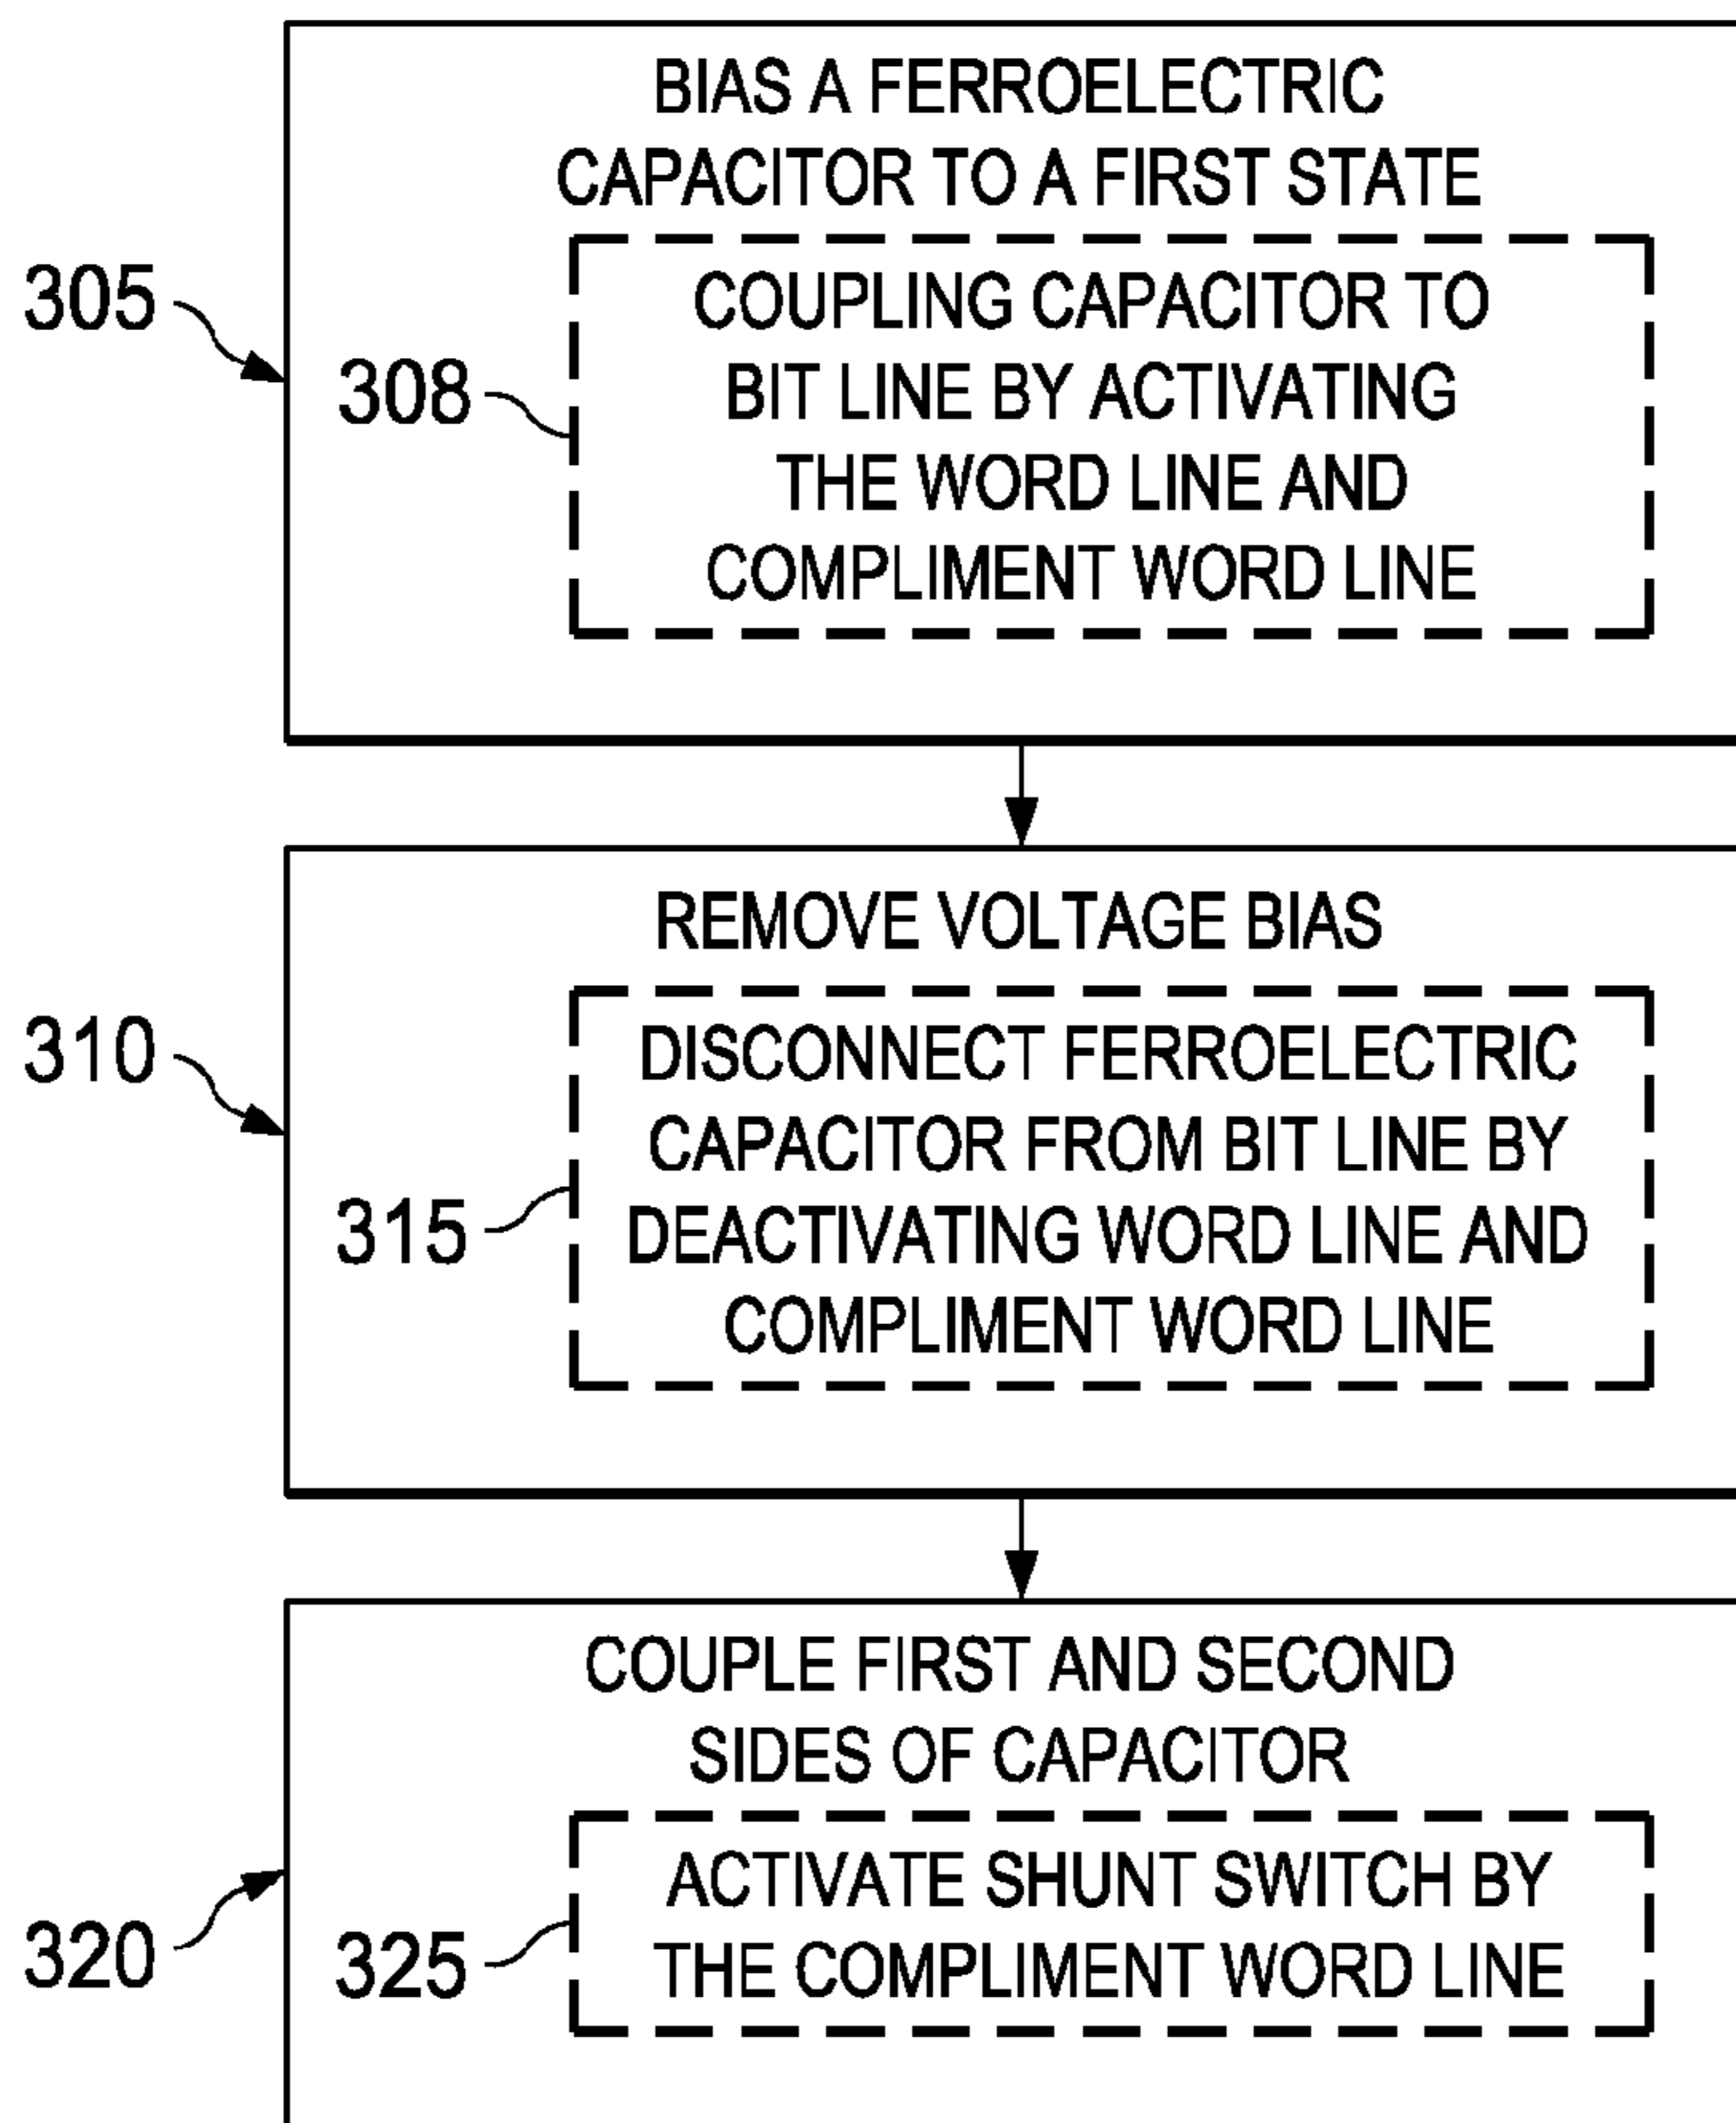 BIAS A FERROELECTRIC
CAPACITOR TO A FIRST STATE
305
308
COUPLING CAPACITOR TO
BIT LINE BY ACTIVATING
THE WORD LINE AND
COMPLIMENT WORD LINE
REMOVE VOLTAGE BIAS
310
315
DISCONNECT FERROELECTRIC
CAPACITOR FROM BIT LINE BY
DEACTIVATING WORD LINE AND
COMPLIMENT WORD LINE
COUPLE FIRST AND SECOND
SIDES OF CAPACITOR
320
325
ACTIVATE SHUNT SWITCH BY
THE COMPLIMENT WORD LINE